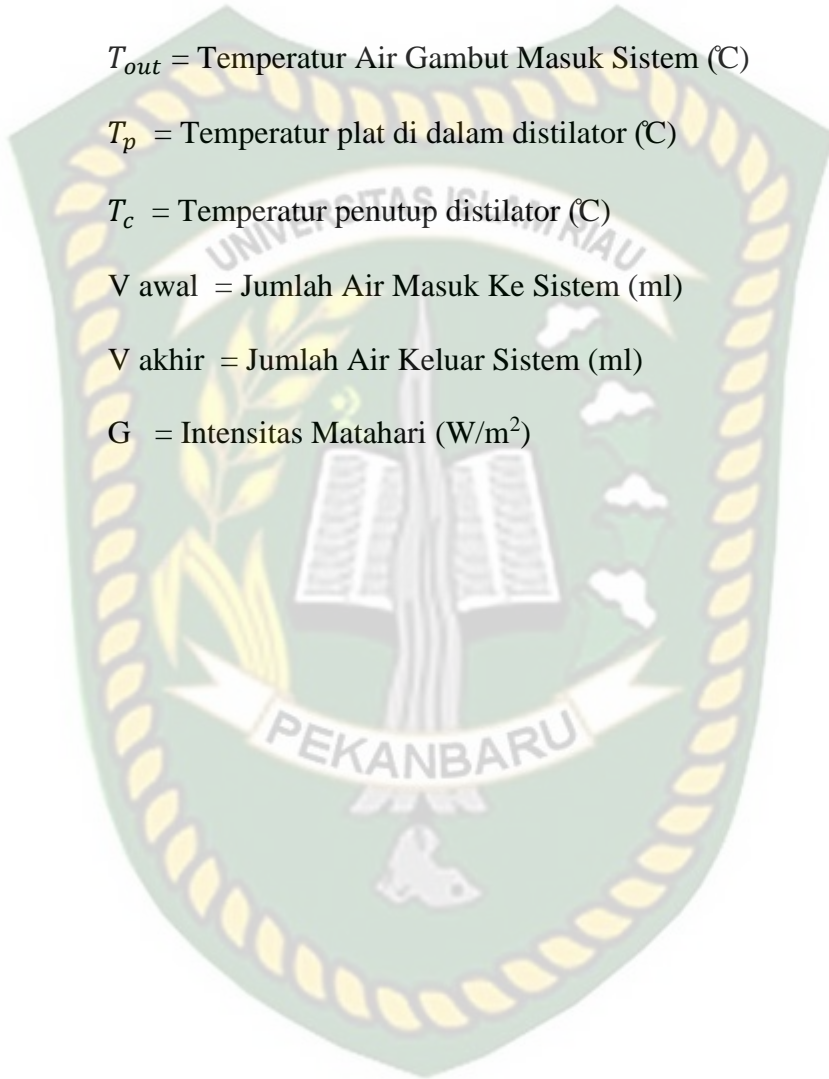 T_out = Temperatur Air Gambut Masuk Sistem (℃)
T_p = Temperatur plat di dalam distilator (℃)
UNIVERSITAS ISLAM RIAU
T_c = Temperatur penutup distilator (℃)
V awal = Jumlah Air Masuk Ke Sistem (ml)
V akhir = Jumlah Air Keluar Sistem (ml)
G = Intensitas Matahari (W/m²)
PEKANBARU